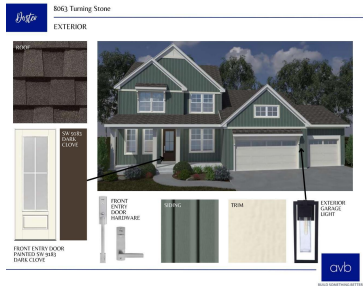 Doster
8063 Turning Stone
EXTERIOR
ROOF
SW 9183
DARK
CLOVE
FRONT ENTRY DOOR
PAINTED SW 9183
DARK CLOVE
FRONT
ENTRY
DOOR
HARDWARE
SIDING
TRIM
EXTERIOR
GARAGE
LIGHT
avb
BUILD SOMETHING BETTER